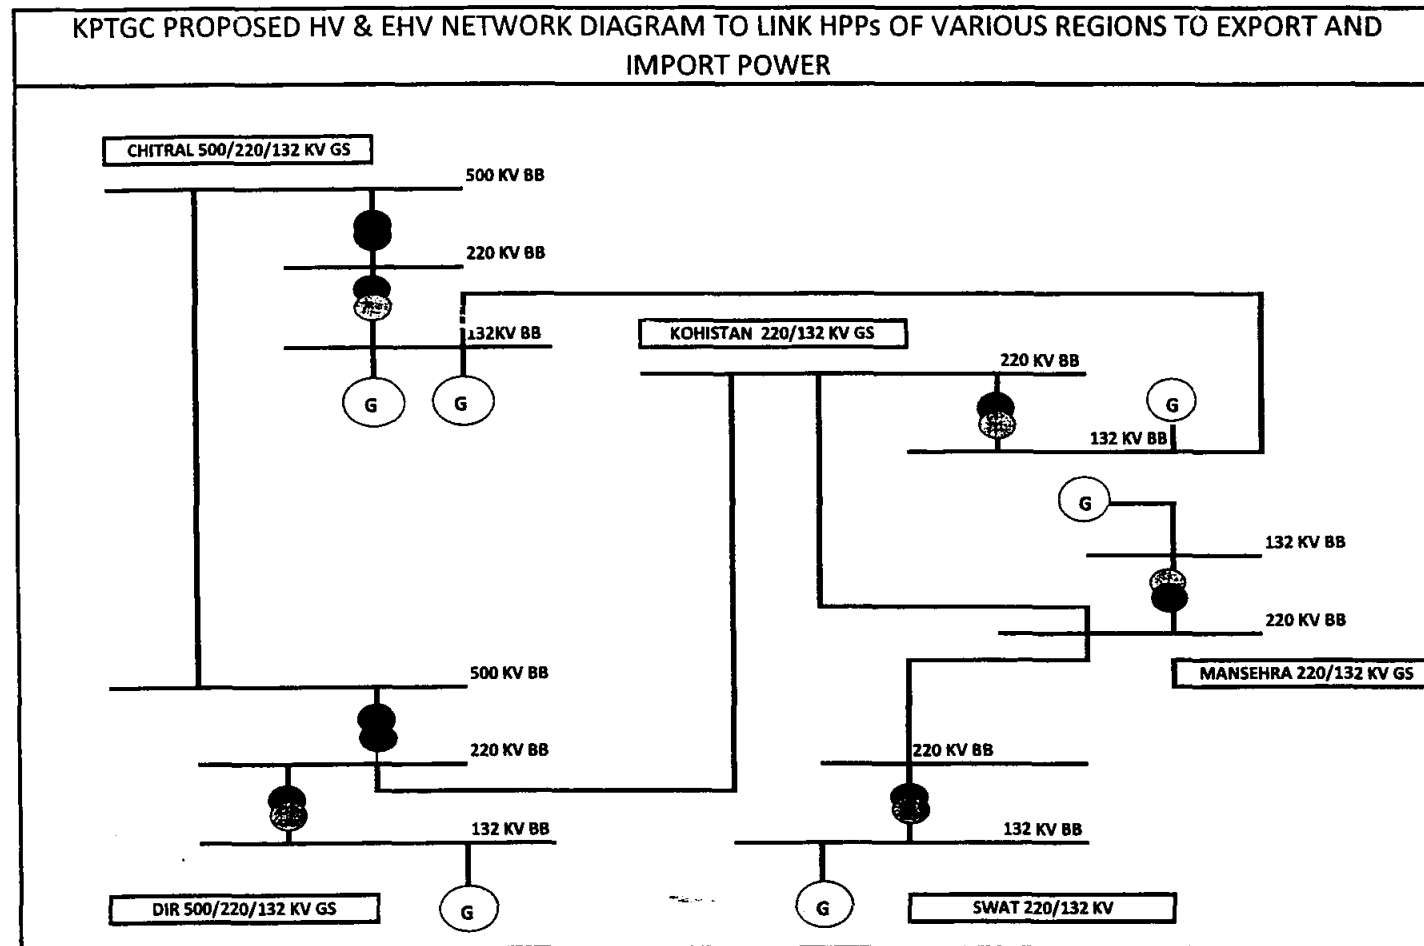 KPTGC PROPOSED HV & EHV NETWORK DIAGRAM TO LINK HPPs OF VARIOUS REGIONS TO EXPORT AND
IMPORT POWER
CHITRAL 500/220/132 KV GS
500 KV BB
220 KV BB
132KV BB
G
G
KOHISTAN 220/132 KV GS
220 KV BB
G
132 KV BB
G
132 KV BB
220 KV BB
MANSEHRA 220/132 KV GS
500 KV BB
220 KV BB
132 KV BB
G
DIR 500/220/132 KV GS
220 KV BB
132 KV BB
G
SWAT 220/132 KV